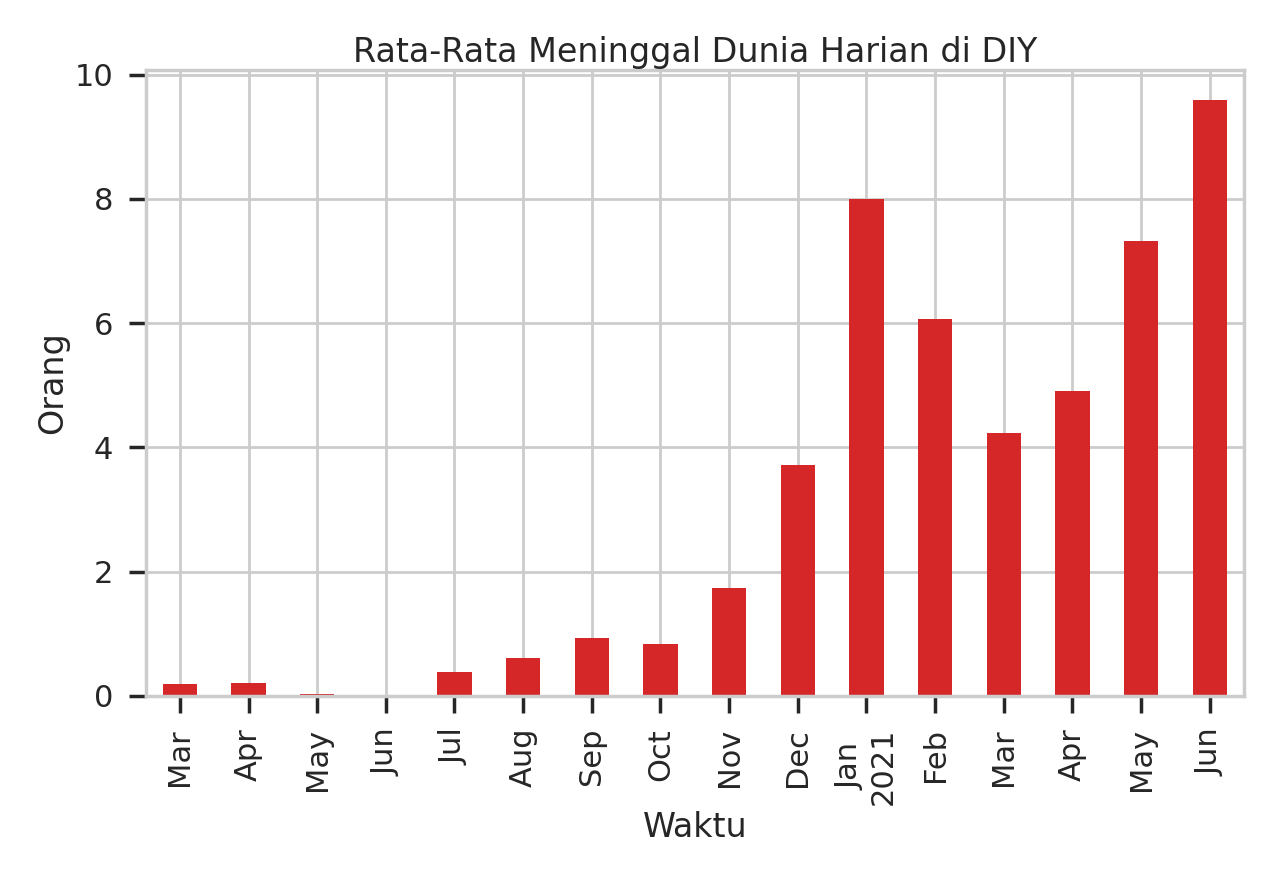 Rata-Rata Meninggal Dunia Harian di DIY
10
8
6
4
2
0
Orang
Mar
Apr
May
Jun
Jul
Aug
Sep
Oct
Nov
Dec
Jan
2021
Feb
Mar
Apr
May
Jun
Waktu